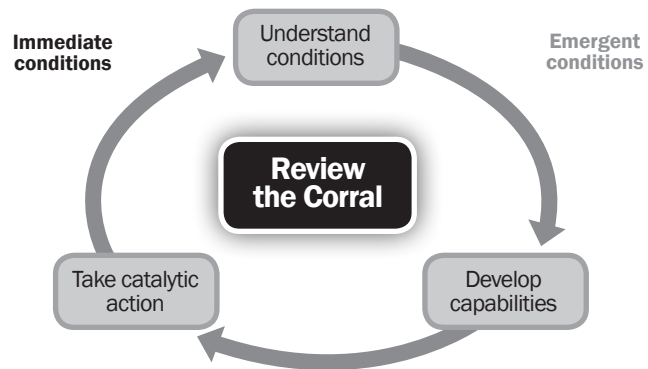 Immediate
conditions
Understand
conditions
Emergent
conditions
Review
the Corral
Take catalytic
action
Develop
capabilities